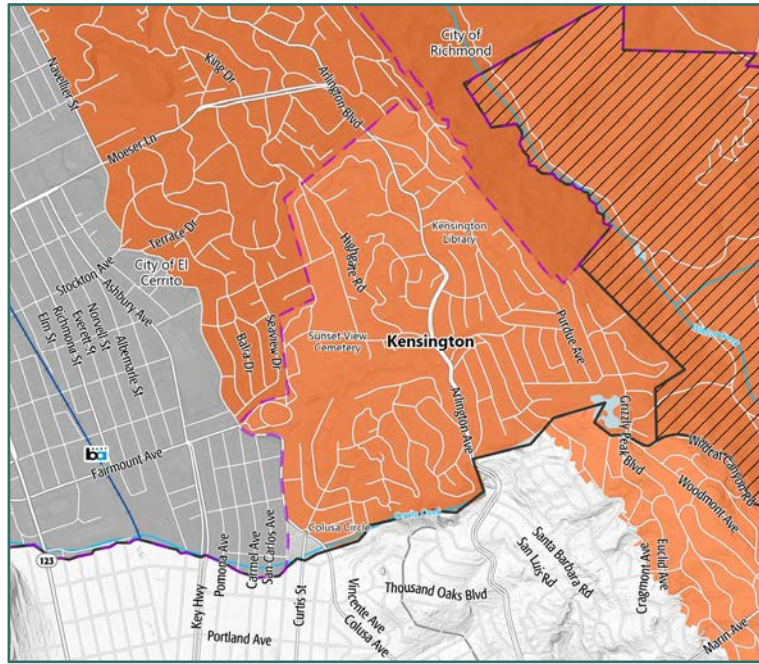 City of
Richmond
Navellier St
King Dr
Arlington Blvd
Moeser Ln
Kensington
Library
Highgate Rd
Terrace Dr
Stockton Ave
City of El
Cerrito
Ashbury Ave
Albemarle St
Norvell St
Everett St
Richmond St
Elm St
Seaview Dr
Balra Dr
Sunset View
Cemetery
Kensington
Purdue Ave
Arlington Ave
Grizzly Peak
Blvd
Wildcat Canyon Rd
Woodmont Ave
ba
Fairmount Ave
Colusa Circle
123
Key Hwy
Pomona Ave
Carmel Ave
San Carlos Ave
Curtis St
Vincente Ave
Colusa Ave
Thousand Oaks Blvd
Santa Barbara Rd
San Luis Rd
Cragmont Ave
Euclid Ave
Marin Ave
Portland Ave